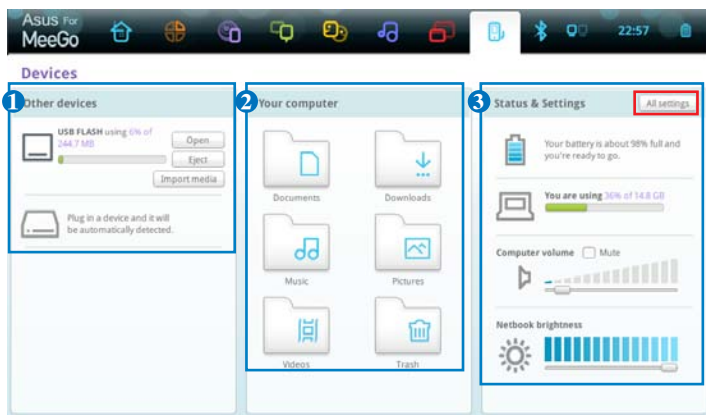 Asus For
MeeGo
22:57
Devices
1
Other devices
USB FLASH using 6% of
244.7 MB
Open
Eject
Import media
Plug in a device and it will
be automatically detected.
2
Your computer
Documents
Downloads
Music
Pictures
Videos
Trash
3
Status & Settings
All settings
Your battery is about 98% full and
you're ready to go.
You are using 36% of 14.8 GB
Computer volume
Mute
Netbook brightness